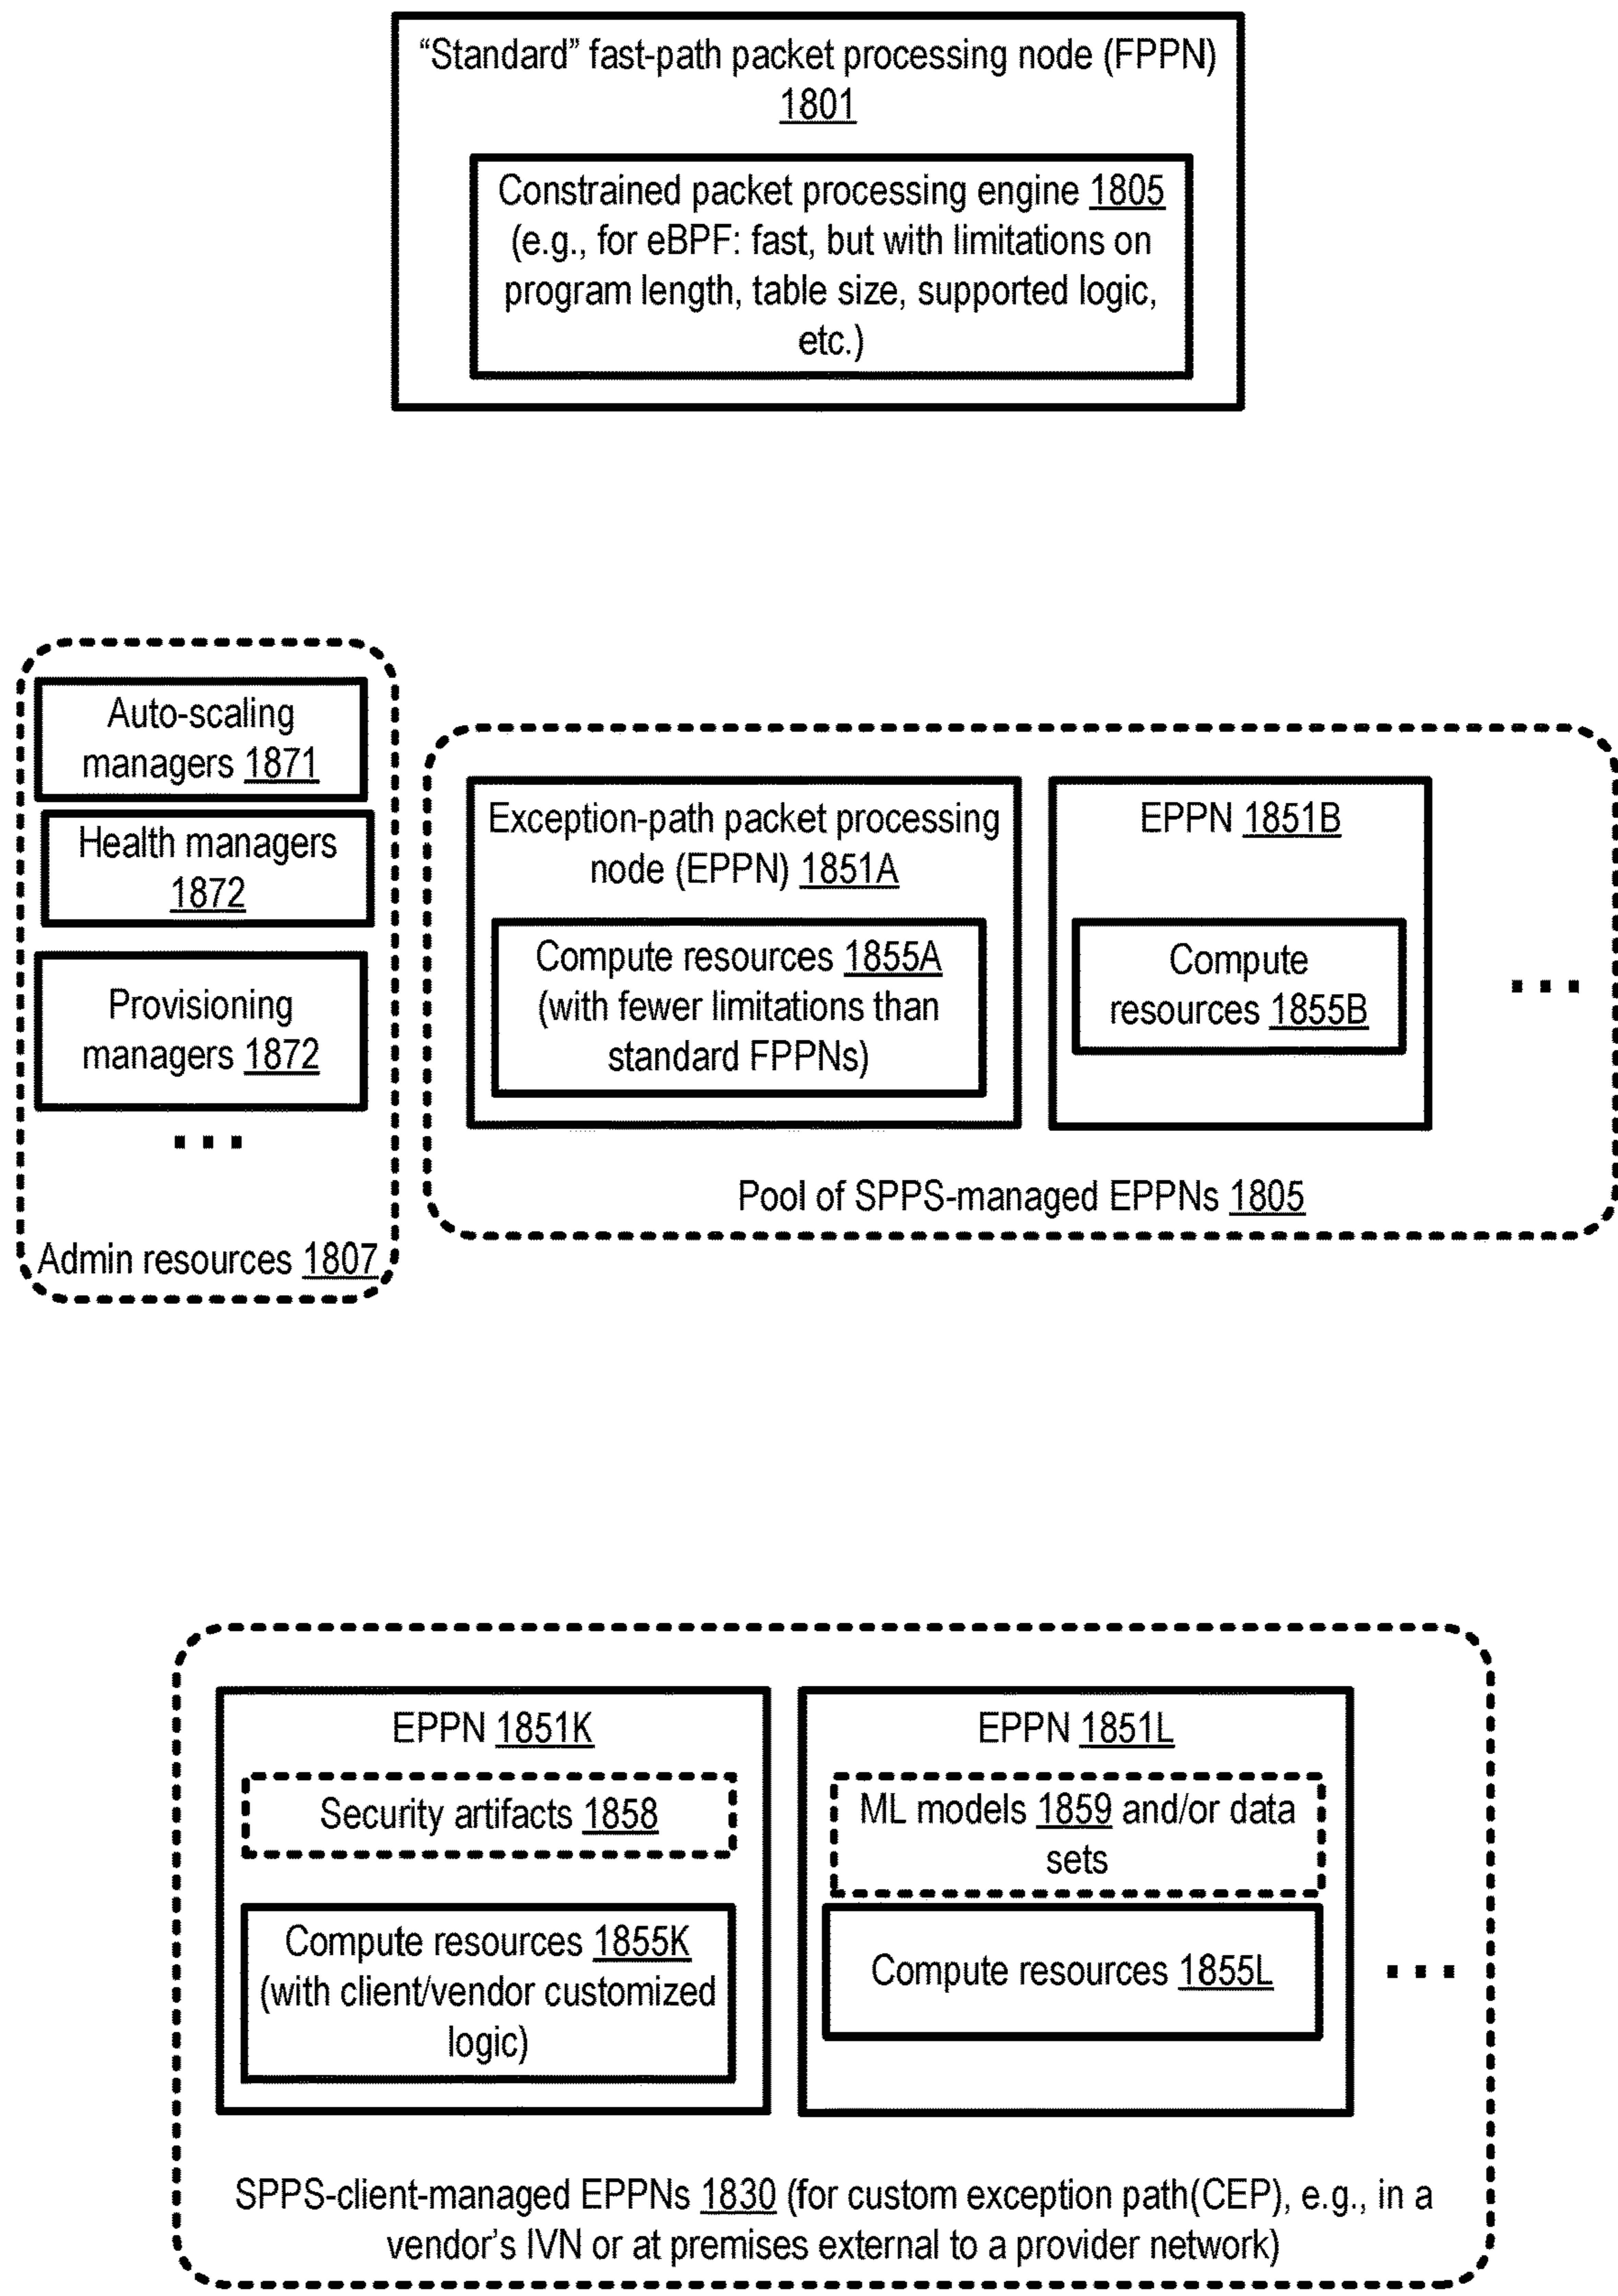 “Standard” fast-path packet processing node (FPPN)
1801
Constrained packet processing engine 1805
(e.g., for eBPF: fast, but with limitations on
program length, table size, supported logic,
etc.)
Auto-scaling
managers 1871
Health managers
1872
Provisioning
managers 1872
...
Admin resources 1807
Exception-path packet processing
node (EPPN) 1851A
Compute resources 1855A
(with fewer limitations than
standard FPPNs)
EPPN 1851B
Compute
resources 1855B
...
Pool of SPPS-managed EPPNs 1805
EPPN 1851K
Security artifacts 1858
Compute resources 1855K
(with client/vendor customized
logic)
EPPN 1851L
ML models 1859 and/or data
sets
Compute resources 1855L
...
SPPS-client-managed EPPNs 1830 (for custom exception path(CEP), e.g., in a
vendor’s IVN or at premises external to a provider network)